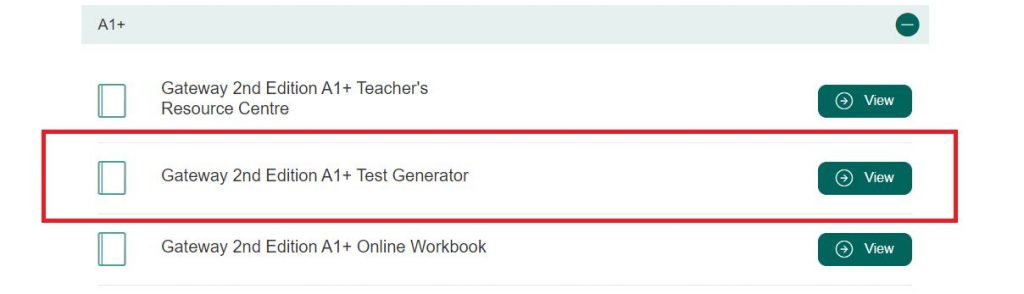 A1+
Gateway 2nd Edition A1+ Teacher's
Resource Centre
View
Gateway 2nd Edition A1+ Test Generator
View
Gateway 2nd Edition A1+ Online Workbook
View